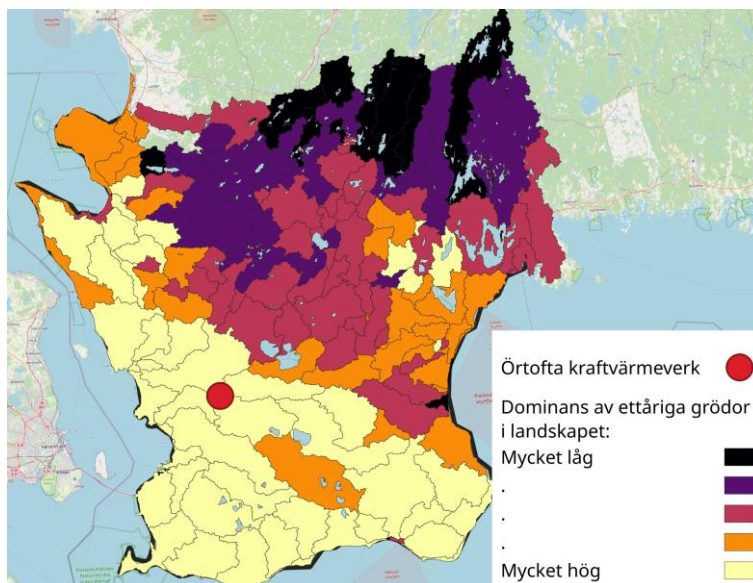 Örtofta kraftvärmeverk
Dominans av ettåriga grödor
i landskapet:
Mycket låg
.
.
.
Mycket hög